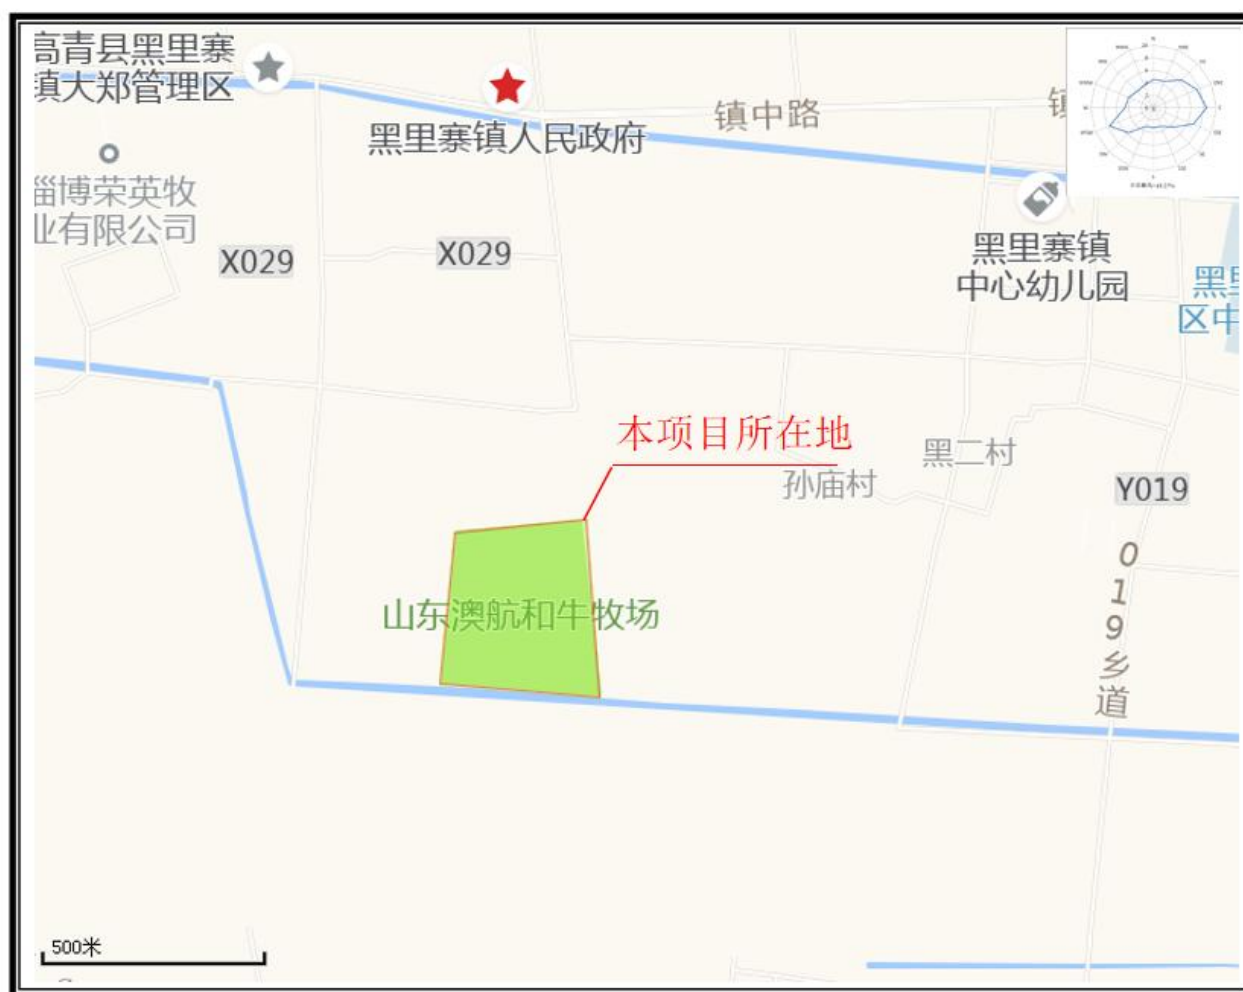 高青县黑里寨
镇大郑管理区
黑里寨镇人民政府
镇中路
淄博荣英牧
业有限公司
X029
X029
黑里寨镇
中心幼儿园
区中
本项目所在地
孙庙村
黑二村
Y019
019乡道
山东澳航和牛牧场
500米